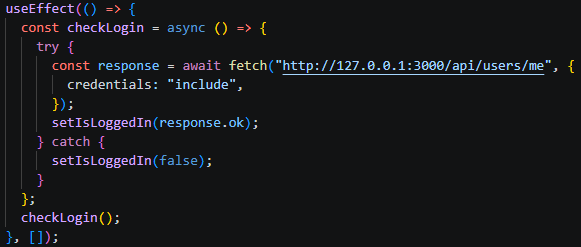 useEffect(() => {
  const checkLogin = async () => {
    try {
      const response = await fetch("http://127.0.0.1:3000/api/users/me", {
        credentials: "include",
      });
      setIsLoggedIn(response.ok);
    } catch {
      setIsLoggedIn(false);
    }
  };
  checkLogin();
}, []);